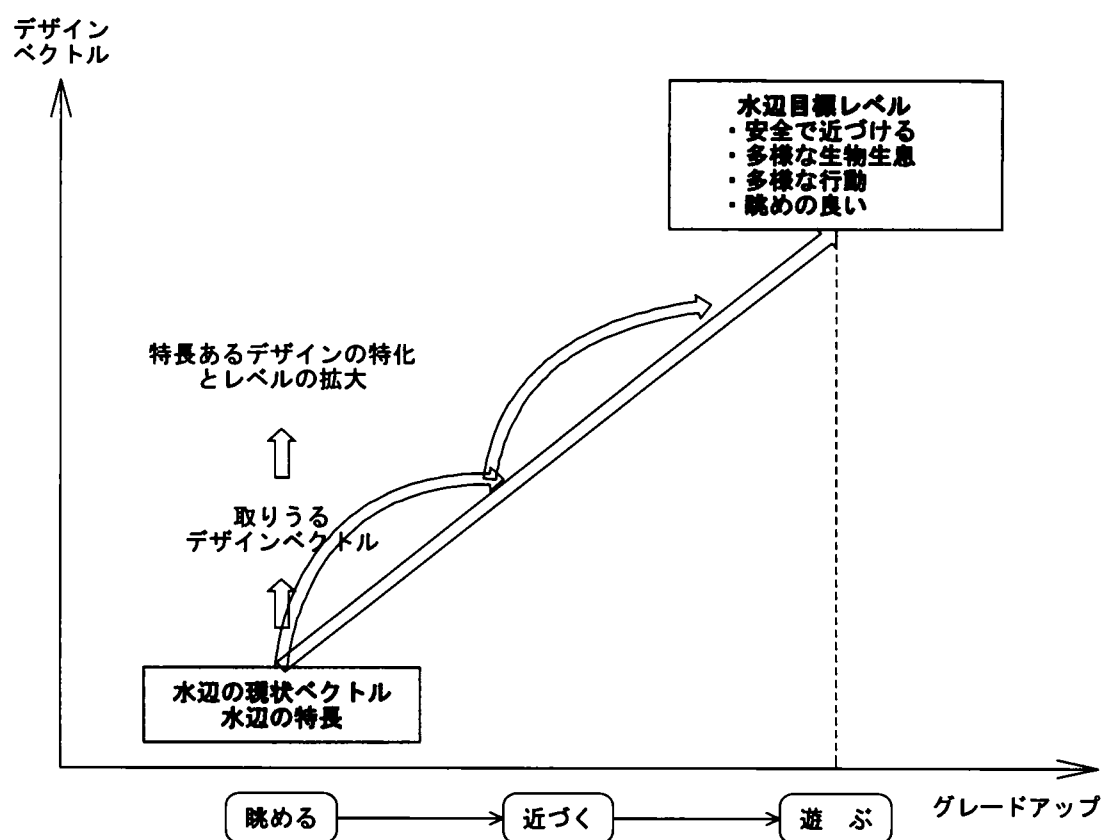 デザイン
ベクトル
水辺目標レベル
・安全で近づける
・多様な生物生息
・多様な行動
・眺めの良い
特長あるデザインの特化
とレベルの拡大
取りうる
デザインベクトル
水辺の現状ベクトル
水辺の特長
眺める
近づく
遊 ぶ
グレードアップ